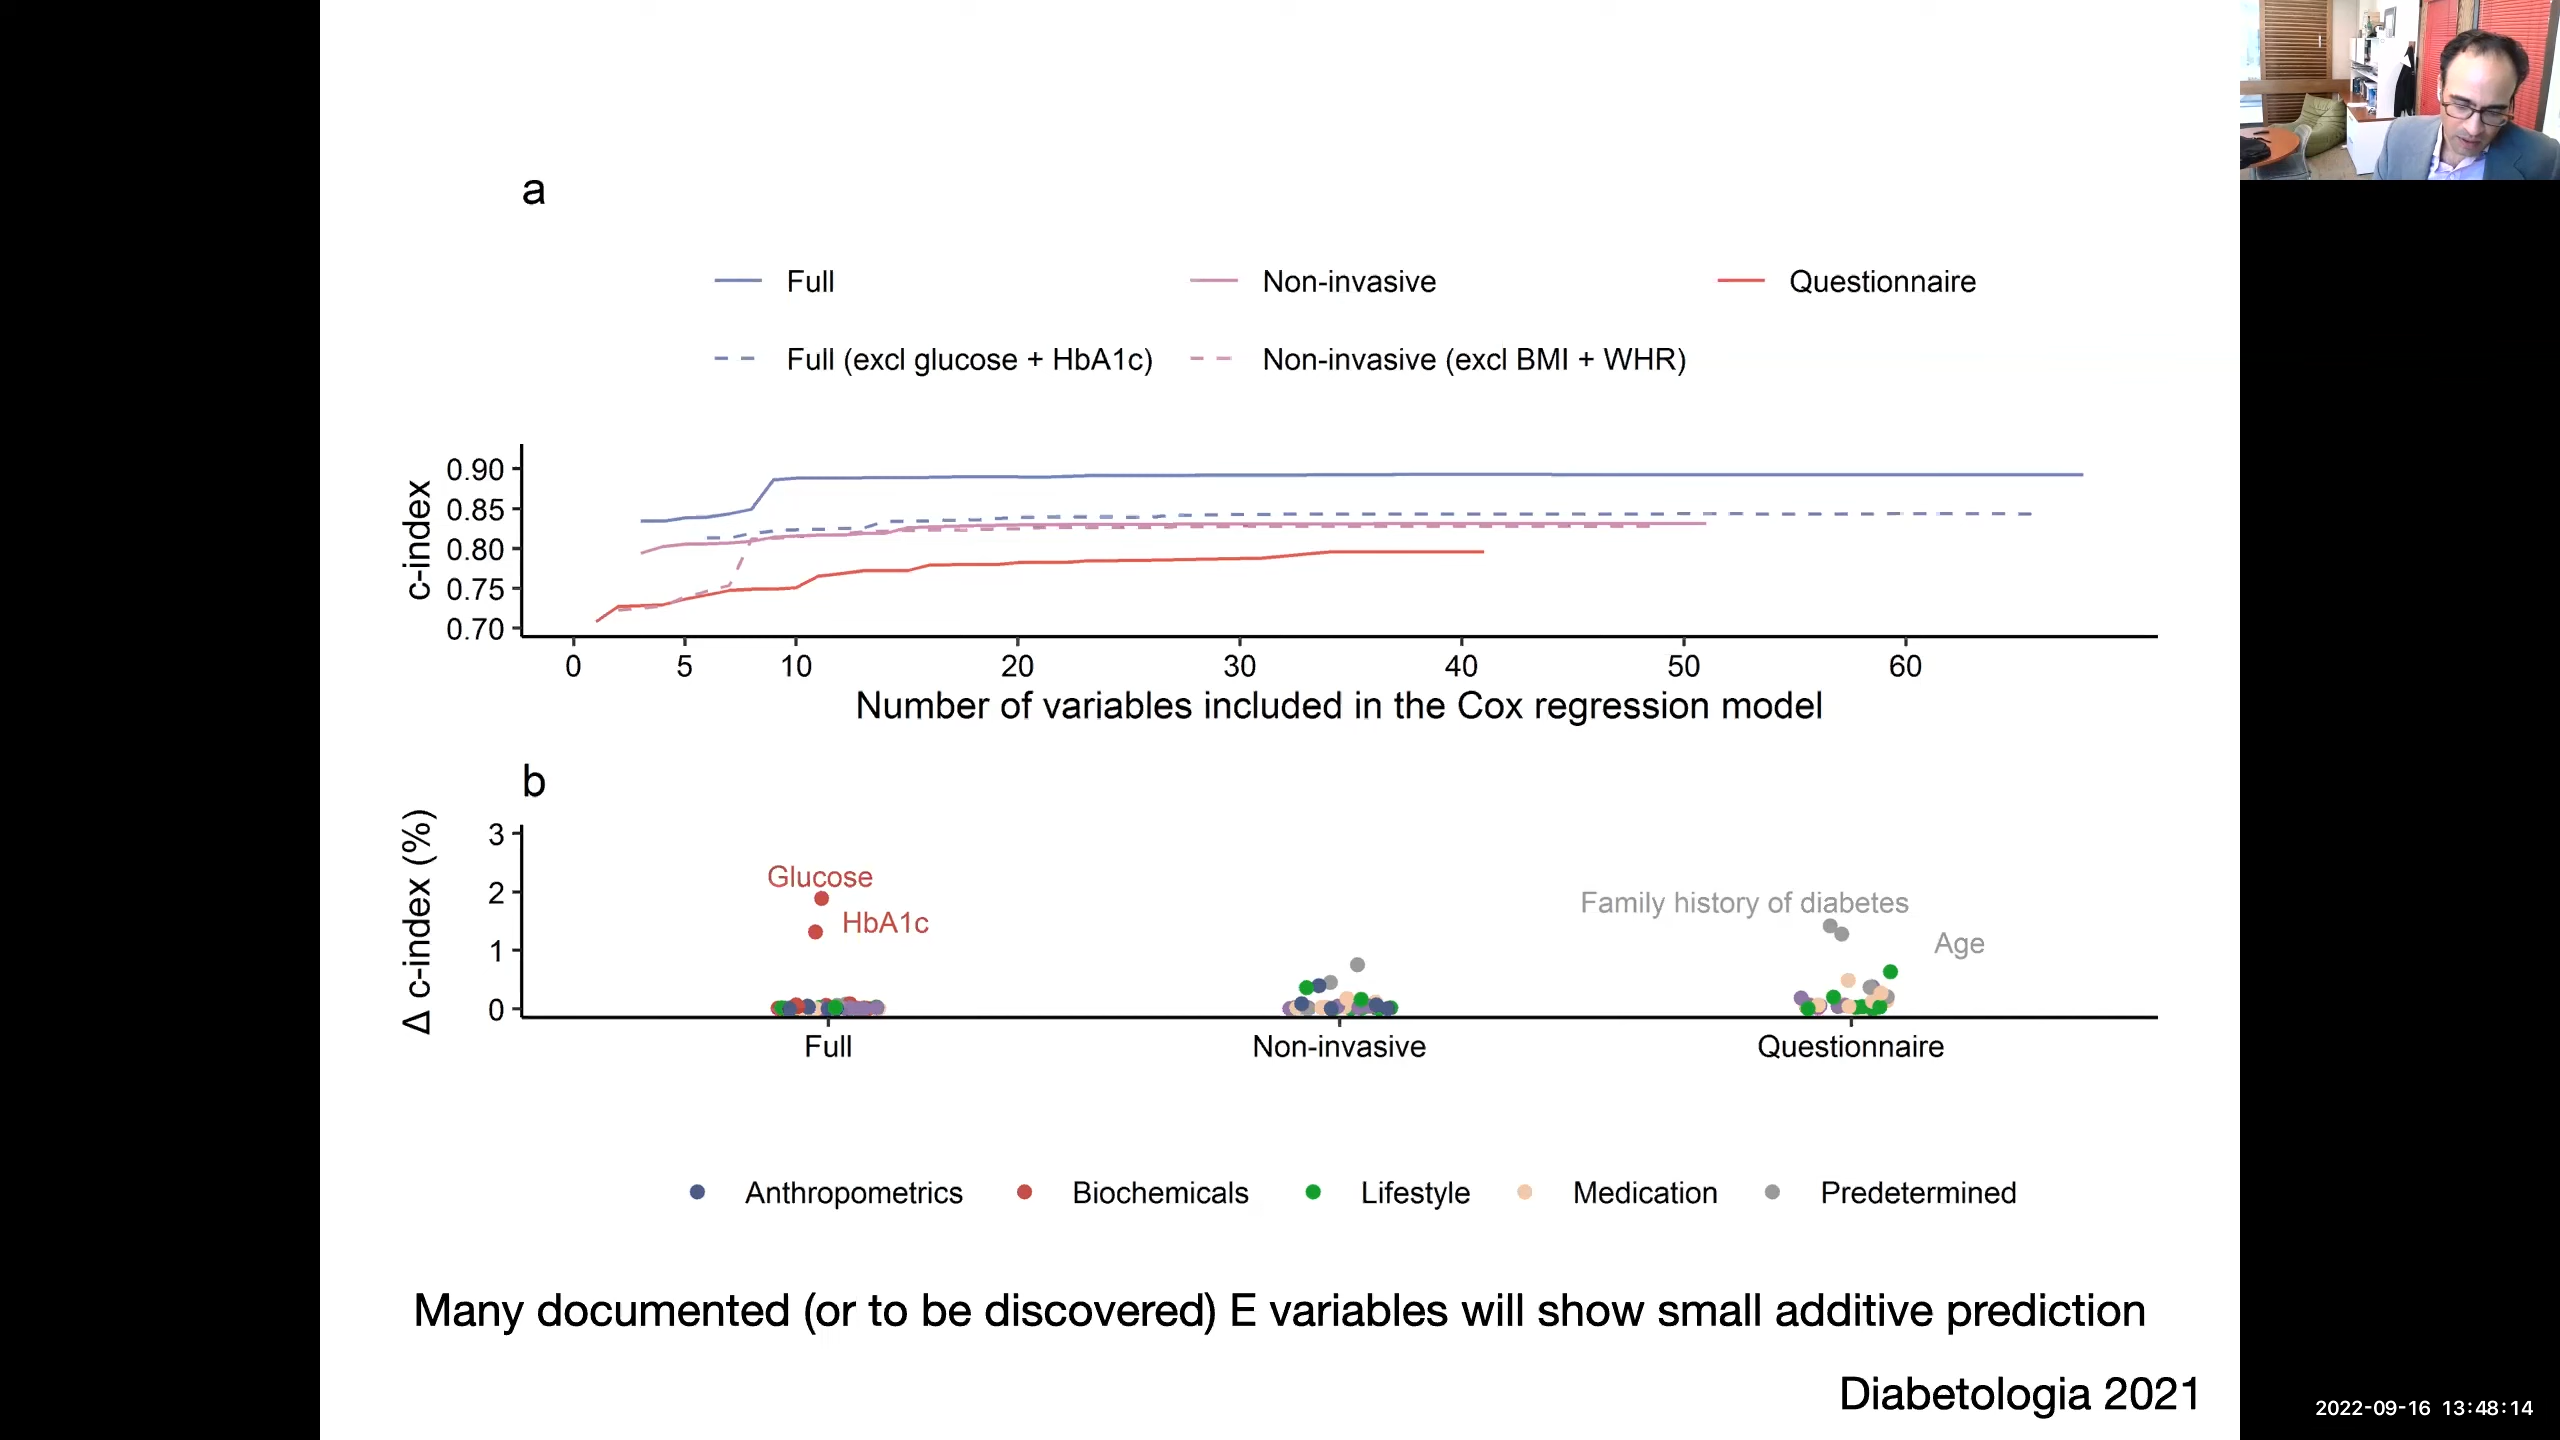 a
Full
Non-invasive
Questionnaire
Full (excl glucose + HbA1c)
Non-invasive (excl BMI + WHR)
c-index
0.90
0.85
0.80
0.75
0.70
0 5 10 20 30 40 50 60
Number of variables included in the Cox regression model
b
Δ c-index (%)
3
2
1
0
Glucose
HbA1c
Family history of diabetes
Age
Full Non-invasive Questionnaire
Anthropometrics Biochemicals Lifestyle Medication Predetermined
Many documented (or to be discovered) E variables will show small additive prediction
Diabetologia 2021
2022-09-16 13:48:14